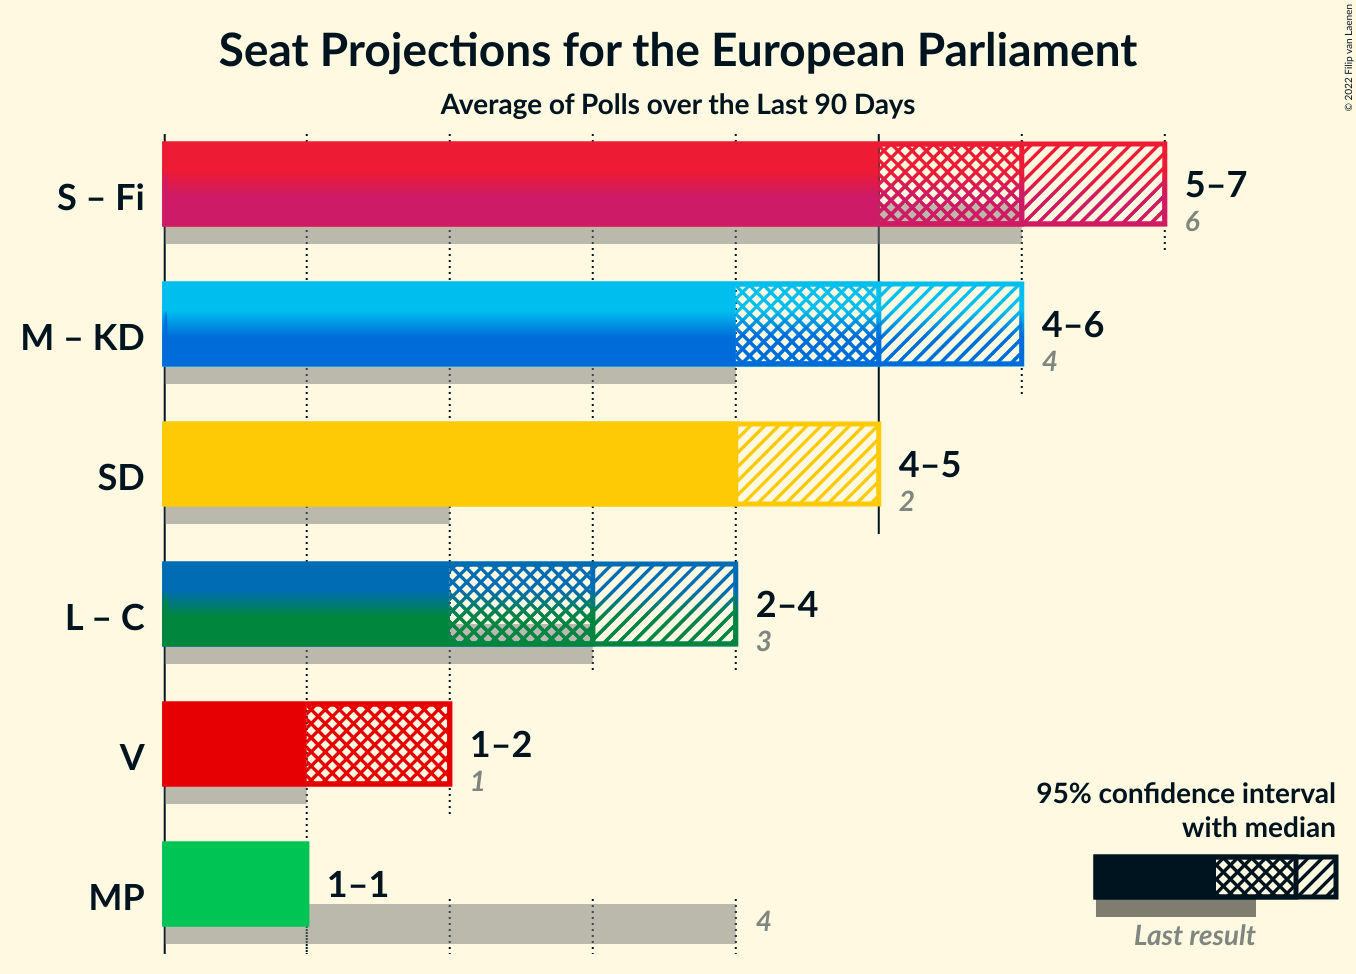 Seat Projections for the European Parliament
Average of Polls over the Last 90 Days
© 2022 Filip van Laenen
S – Fi
5–7
6
M – KD
4–6
4
SD
4–5
2
L – C
2–4
3
V
1–2
1
MP
1–1
4
95% confidence interval
with median
Last result